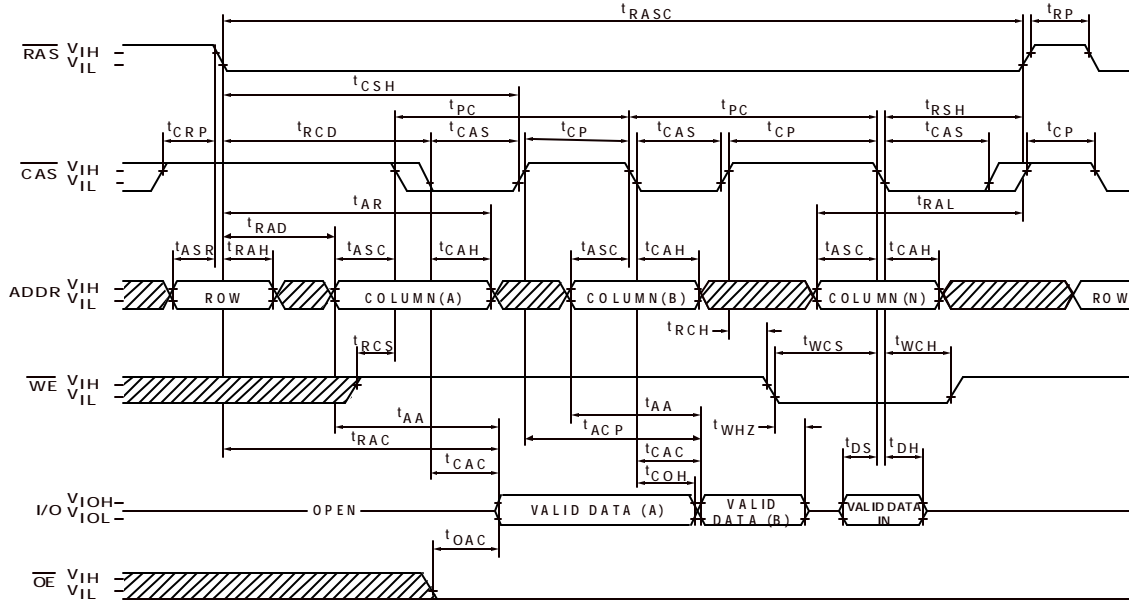 tRASC tRP
RAS VIH
VIL
tCSH
tPC tPC tRSH
tCRP tRCD tCAS tCP tCAS tCP tCAS tCP
CAS VIH
VIL
tAR tRAL
tRAD
tASR tRAH tASC tCAH tASC tCAH tASC tCAH
ADDR VIH
VIL
ROW COLUMN(A) COLUMN(B) COLUMN(N) ROW
tRCH
tRCS tWCS tWCH
WE VIH
VIL
tAA tAA
tACP tWHZ
tRAC tCAC tDS tDH
tCAC tCOH
I/O VIOH
VIOL
OPEN VALID DATA (A) VALID DATA (B) VALID DATA IN
tOAC
OE VIH
VIL